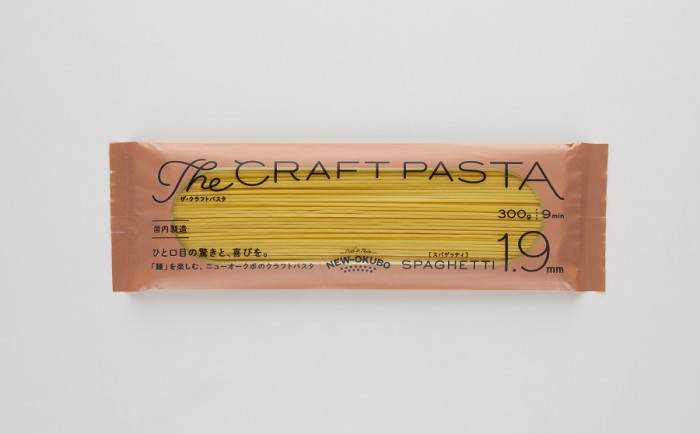 The CRAFT PASTA
ザ・クラフトパスタ
300g 9min
国内製造
ひと口目の驚きと、喜びを。
「麺」を楽しむ、ニューオークボのクラフトパスタ
NEW-OKUBO
[スパゲッティ]
SPAGHETTI 1.9mm